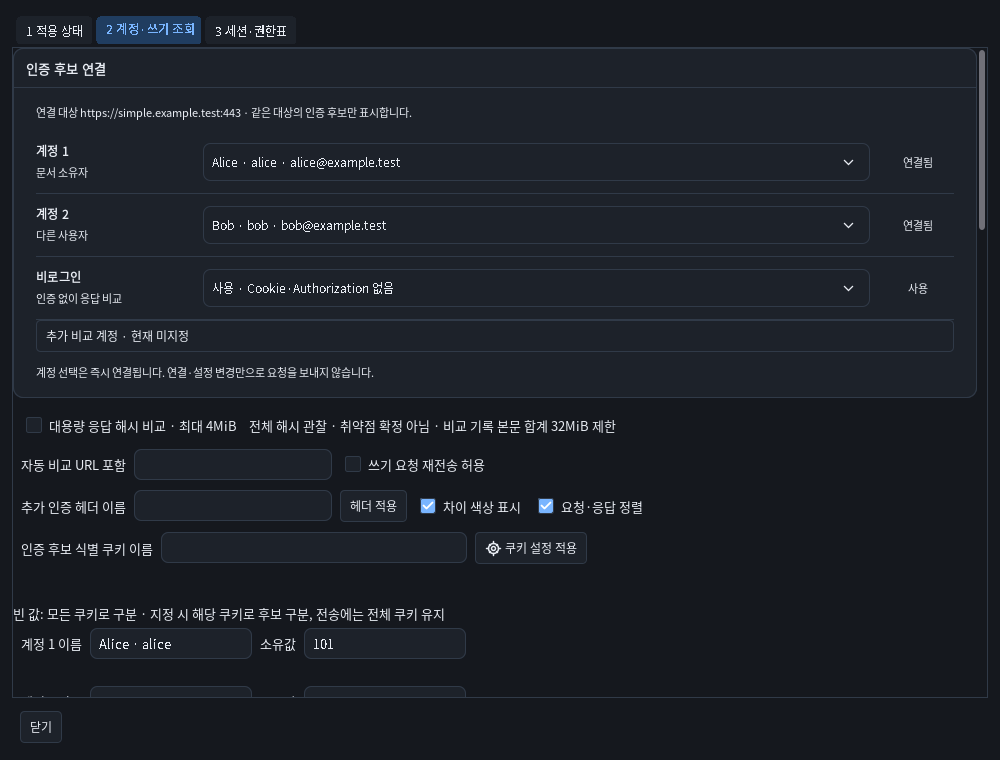 1 적용 상태 2 계정·쓰기 조회 3 세션·권한표
인증 후보 연결
연결 대상 https://simple.example.test:443 · 같은 대상의 인증 후보만 표시합니다.
계정 1
문서 소유자
Alice · alice · alice@example.test
연결됨
계정 2
다른 사용자
Bob · bob · bob@example.test
연결됨
비로그인
인증 없이 응답 비교
사용 · Cookie·Authorization 없음
사용
추가 비교 계정 · 현재 미지정
계정 선택은 즉시 연결됩니다. 연결·설정 변경만으로 요청을 보내지 않습니다.
대용량 응답 해시 비교 · 최대 4MiB 전체 해시 관찰 · 취약점 확정 아님 · 비교 기록 본문 합계 32MiB 제한
자동 비교 URL 포함 쓰기 요청 재전송 허용
추가 인증 헤더 이름 헤더 적용 차이 색상 표시 요청·응답 정렬
인증 후보 식별 쿠키 이름 쿠키 설정 적용
빈 값: 모든 쿠키로 구분 · 지정 시 해당 쿠키로 후보 구분, 전송에는 전체 쿠키 유지
계정 1 이름 Alice · alice 소유값 101
닫기